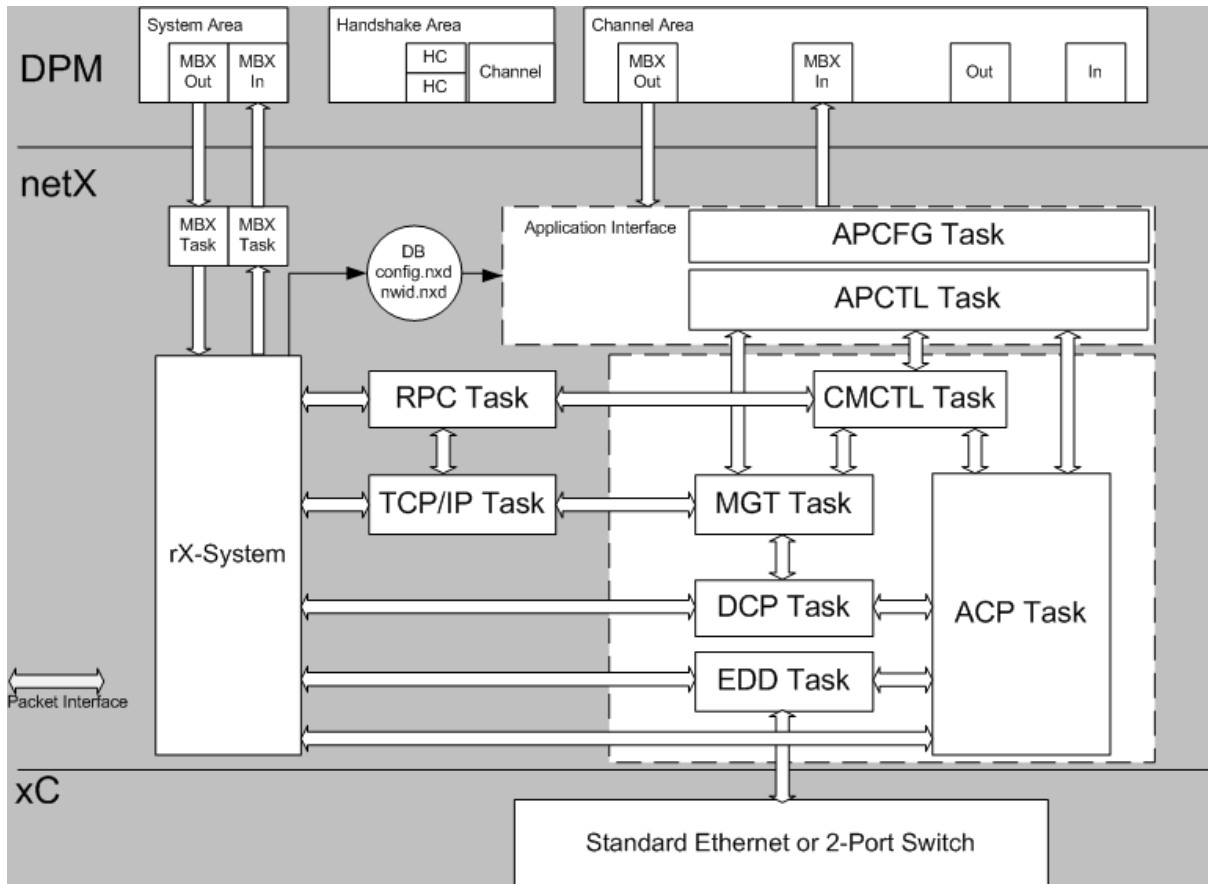 DPM
System Area
MBX
Out
MBX
In
Handshake Area
HC
HC
Channel
Channel Area
MBX
Out
MBX
In
Out
In
netX
MBX
Task
MBX
Task
DB
config.nxd
nwid.nxd
Application Interface
APCFG Task
APCTL Task
RPC Task
CMCTL Task
TCP/IP Task
MGT Task
rX-System
DCP Task
ACP Task
EDD Task
Packet Interface
xC
Standard Ethernet or 2-Port Switch